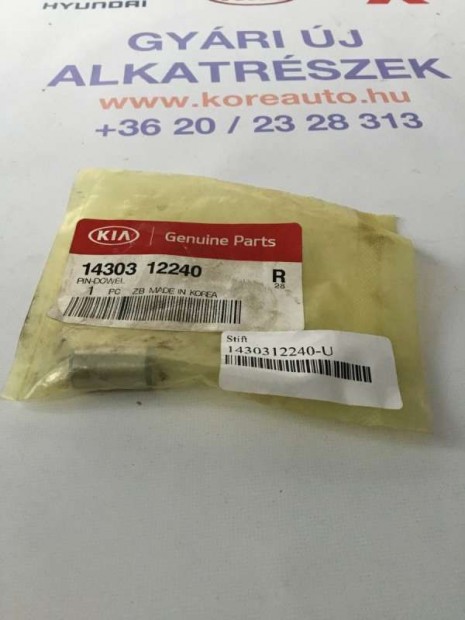 HYUNDAI
GYÁRI ÚJ
ALKATRÉSZEK
www.koreauto.hu
+36 20 / 23 28 313
KIA Genuine Parts
14303 12240 R
PIN-DOWEL 28
1 PC ZB MADE IN KOREA
Stift
1430312240-U